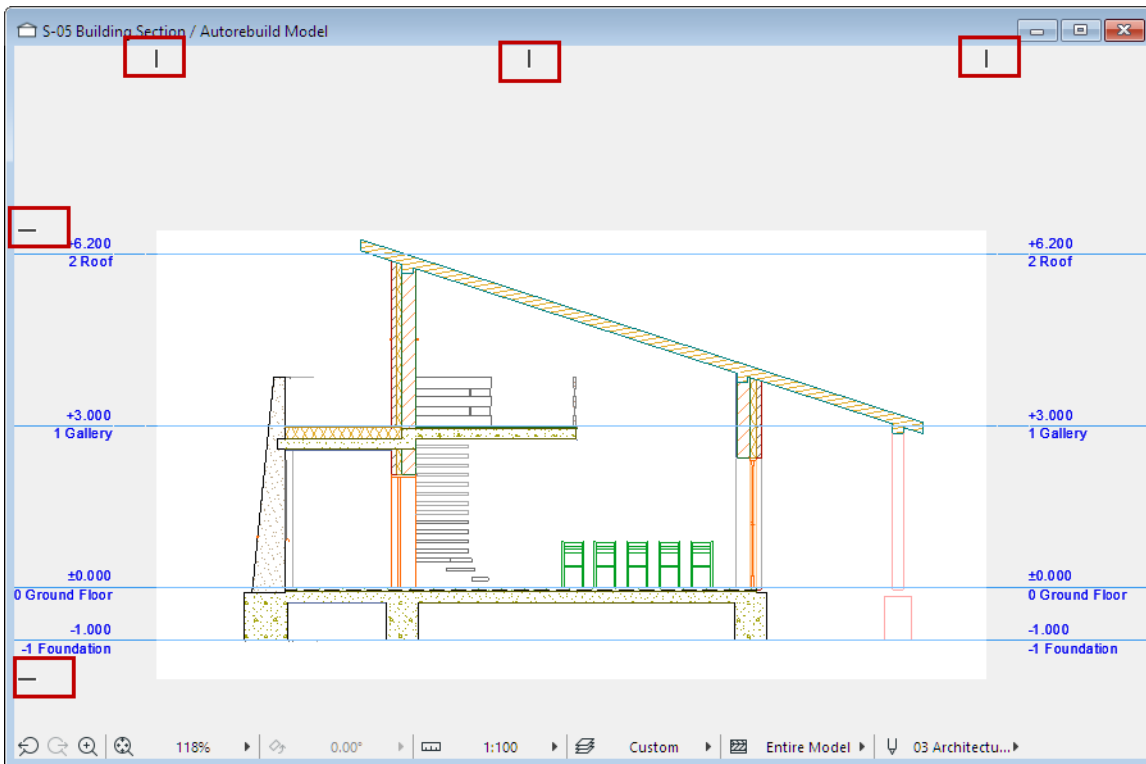 S-05 Building Section / Autorebuild Model
+6.200
2 Roof
+6.200
2 Roof
+3.000
1 Gallery
+3.000
1 Gallery
±0.000
0 Ground Floor
±0.000
0 Ground Floor
-1.000
-1 Foundation
-1.000
-1 Foundation
118% 0.00° 1:100 Custom Entire Model 03 Architectu...